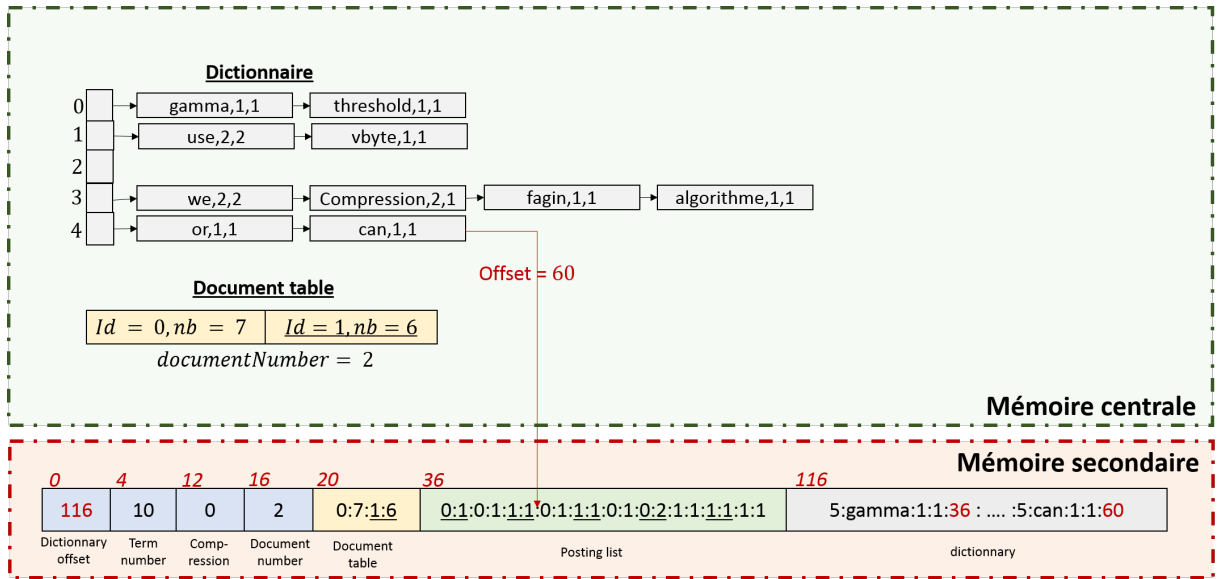 Dictionnaire
0 gamma,1,1 threshold,1,1
1 use,2,2 vbyte,1,1
2
3 we,2,2 Compression,2,1 fagin,1,1 algorithme,1,1
4 or,1,1 can,1,1
Offset = 60
Document table
Id = 0, nb = 7 Id = 1, nb = 6
documentNumber = 2
Mémoire centrale
Mémoire secondaire
0 4 12 16 20 36 116
116 10 0 2 0:7:1:6 0:1:0:1:1:1:0:1:1:1:0:1:0:2:1:1:1:1:1:1 5:gamma:1:1:36 : .... :5:can:1:1:60
Dictionnary Term Comp- Document Document Posting list dictionnary
offset number ression number table